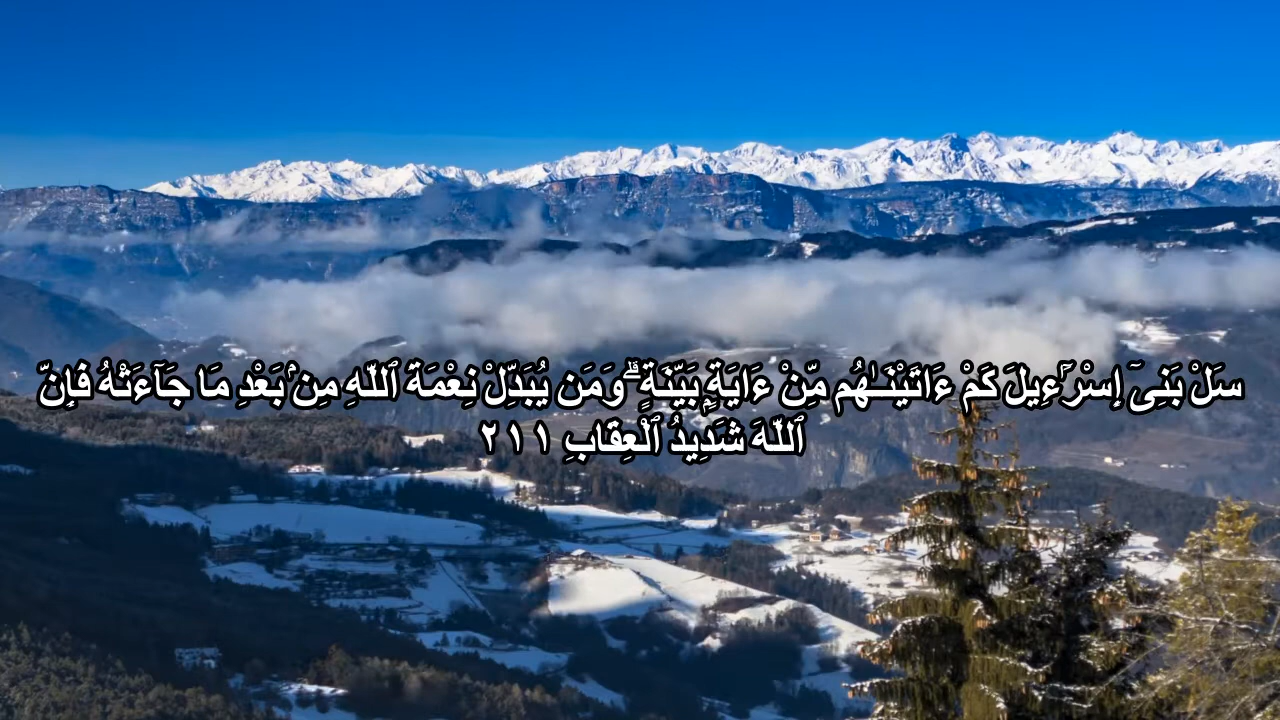 سَلْ بَنِىٓ إِسْرَٰٓءِيلَ كَمْ ءَاتَيْنَـٰهُم مِّنْ ءَايَةٍۭ بَيِّنَةٍ ۗ وَمَن يُبَدِّلْ نِعْمَةَ ٱللَّهِ مِنۢ بَعْدِ مَا جَآءَتْهُ فَإِنَّ
ٱللَّهَ شَدِيدُ ٱلْعِقَابِ ٢١١